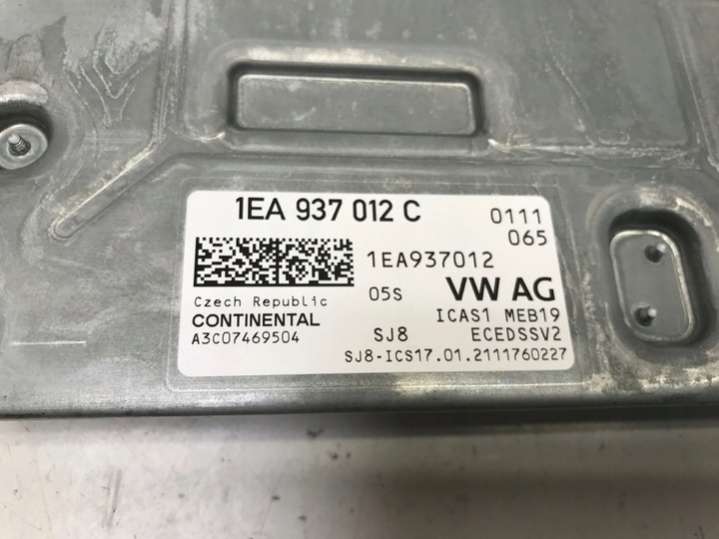 1EA 937 012 C 0111
065
1EA937012
05S VW AG
Czech Republic
ICAS1 MEB19
CONTINENTAL
SJ8 ECEDSSV2
A3C07469504
SJ8-ICS17.01.2111760227